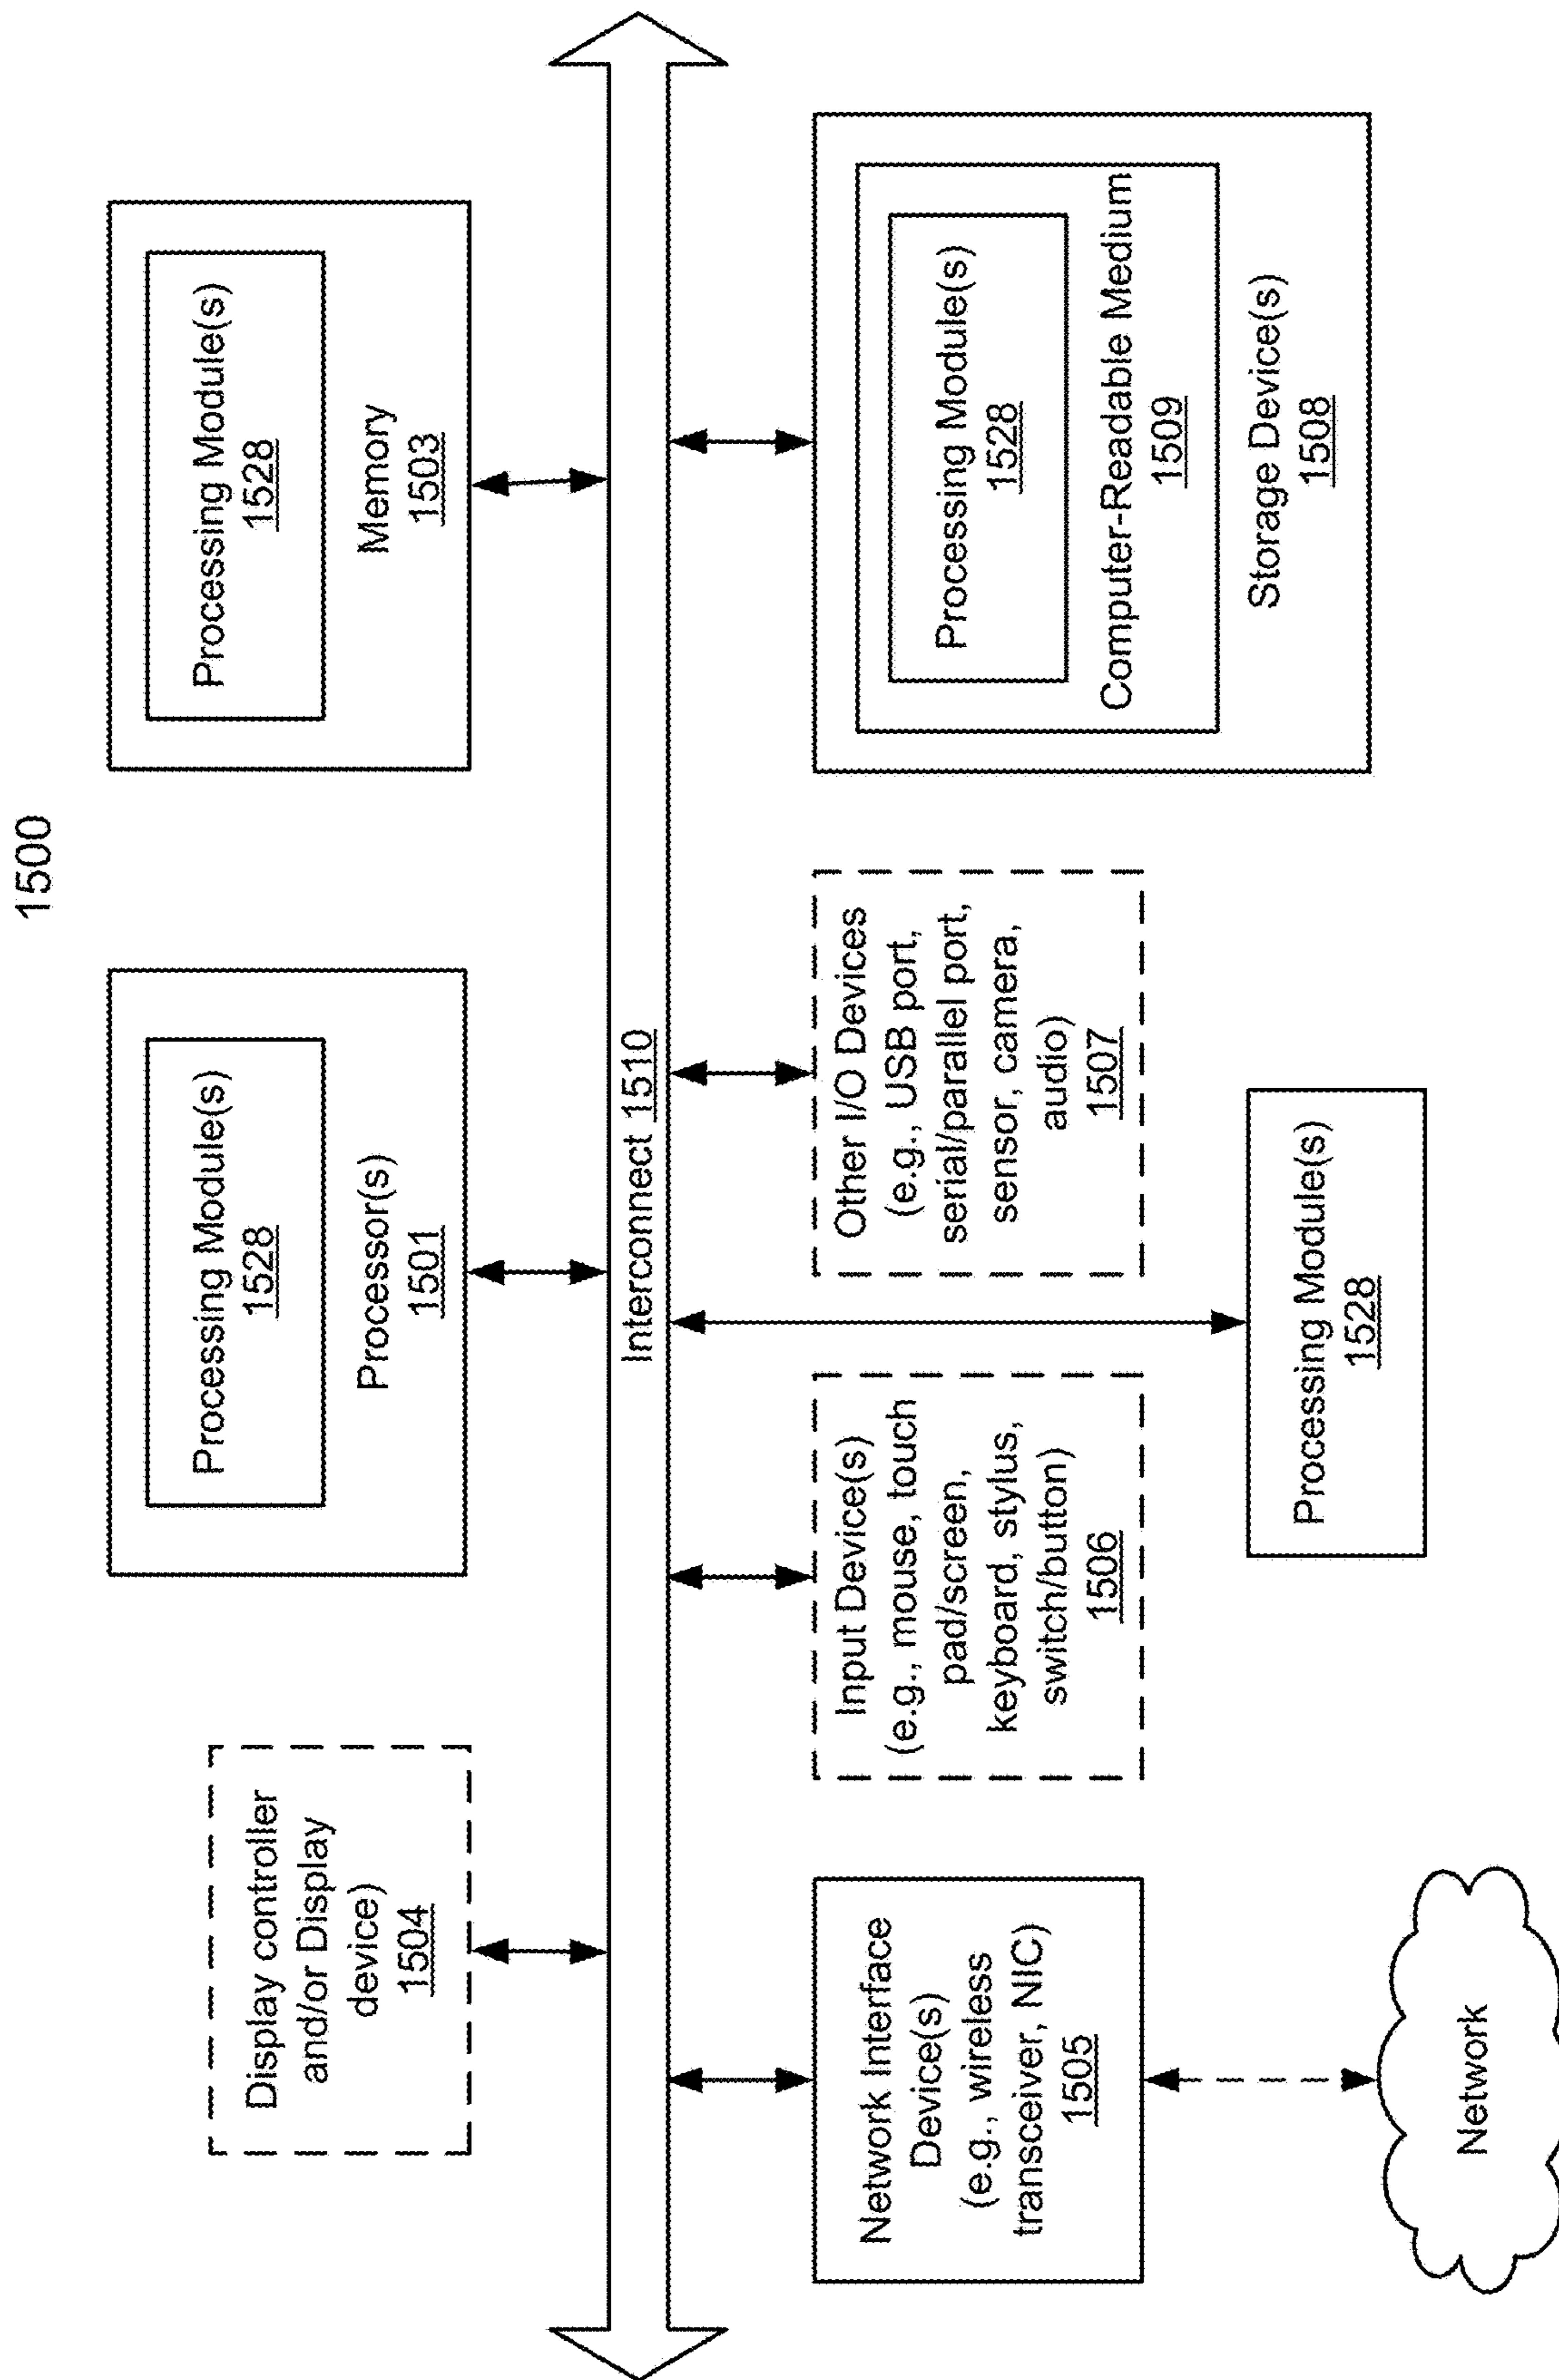 1500
Display controller
and/or Display
device)
1504
Processing Module(s)
1528
Processor(s)
1501
Processing Module(s)
1528
Memory
1503
Interconnect 1510
Network Interface
Device(s)
(e.g., wireless
transceiver, NIC)
1505
Input Device(s)
(e.g., mouse, touch
pad/screen,
keyboard, stylus,
switch/button)
1506
Other I/O Devices
(e.g., USB port,
serial/parallel port,
sensor, camera,
audio)
1507
Processing Module(s)
1528
Computer-Readable Medium
1509
Storage Device(s)
1508
Processing Module(s)
1528
Network